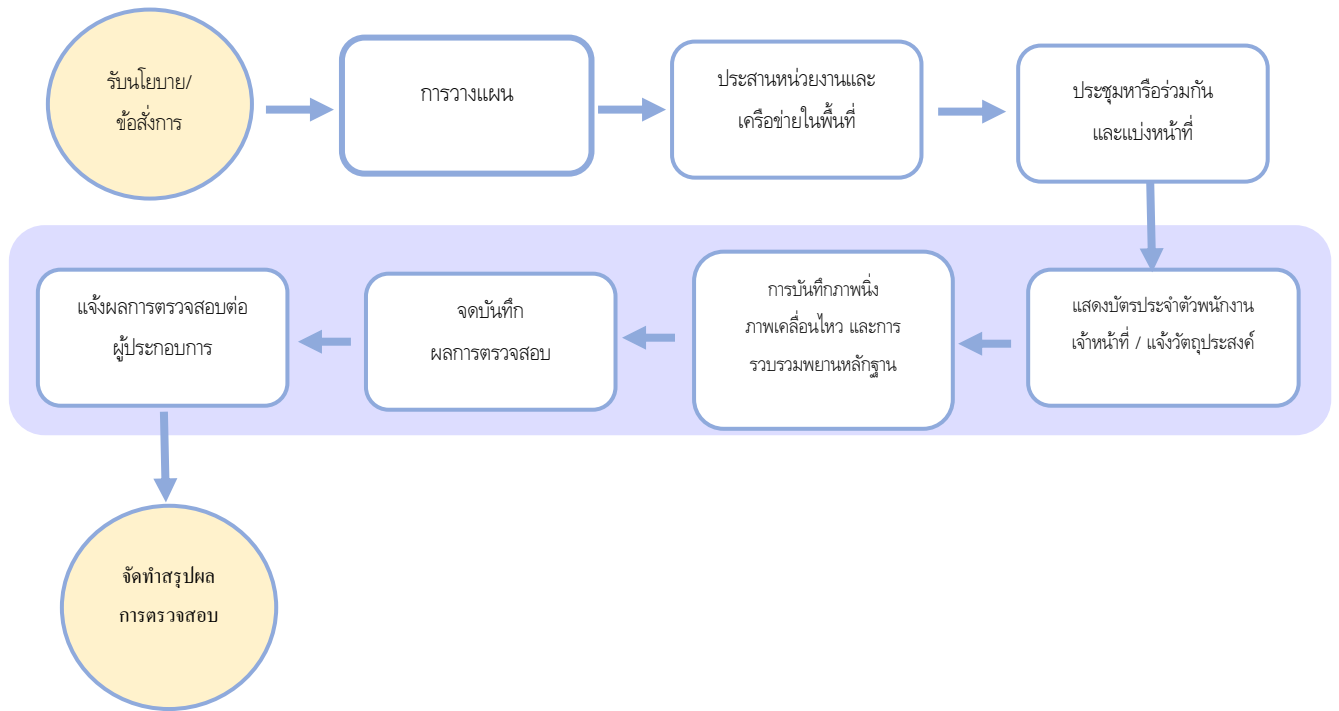 รับนโยบาย/
ข้อสั่งการ
การวางแผน
ประสานหน่วยงานและ
เครือข่ายในพื้นที่
ประชุมหารือร่วมกัน
และแบ่งหน้าที่
แสดงบัตรประจำตัวพนักงาน
เจ้าหน้าที่ / แจ้งวัตถุประสงค์
การบันทึกภาพนิ่ง
ภาพเคลื่อนไหว และการ
รวบรวมพยานหลักฐาน
จดบันทึก
ผลการตรวจสอบ
แจ้งผลการตรวจสอบต่อ
ผู้ประกอบการ
จัดทำสรุปผล
การตรวจสอบ